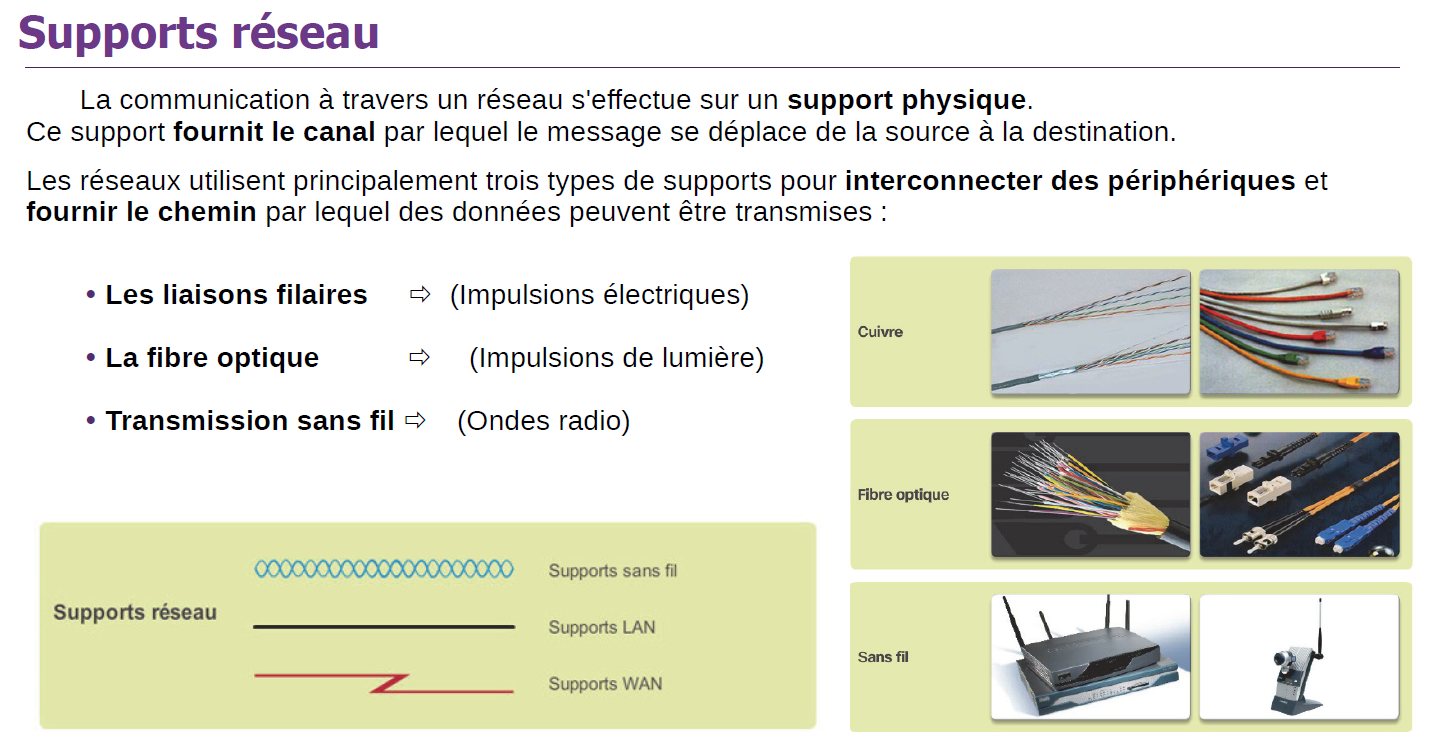 Supports réseau
La communication à travers un réseau s'effectue sur un support physique.
Ce support fournit le canal par lequel le message se déplace de la source à la destination.
Les réseaux utilisent principalement trois types de supports pour interconnecter des périphériques et
fournir le chemin par lequel des données peuvent être transmises :
• Les liaisons filaires ⇨ (Impulsions électriques)
• La fibre optique ⇨ (Impulsions de lumière)
• Transmission sans fil ⇨ (Ondes radio)
Cuivre
Fibre optique
Sans fil
Supports réseau
Supports sans fil
Supports LAN
Supports WAN